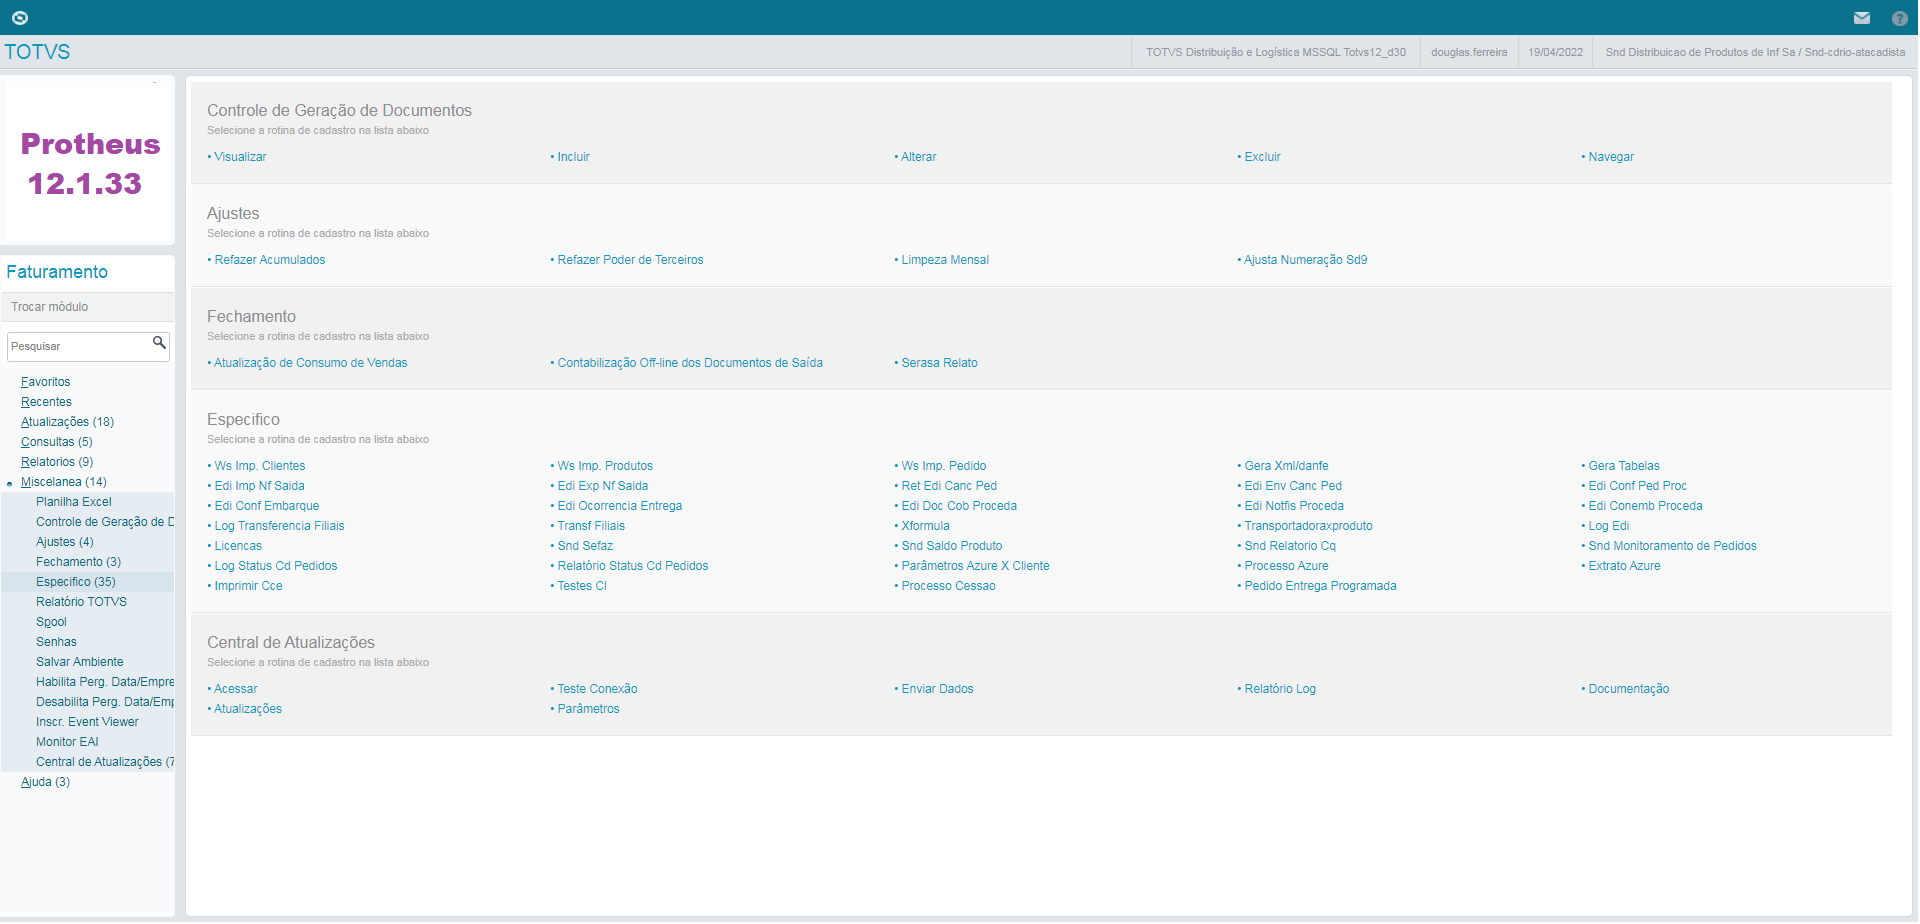 TOTVS
TOTVS Distribuição e Logística MSSQL Totvs12_d30
douglas.ferreira
19/04/2022
Snd Distribuicao de Produtos de Inf Sa / Snd-cdrio-atacadista
Protheus
12.1.33
Faturamento
Trocar módulo
Pesquisar
Favoritos
Recentes
Atualizações (18)
Consultas (5)
Relatorios (9)
Miscelanea (14)
Planilha Excel
Controle de Geração de D
Ajustes (4)
Fechamento (3)
Especifico (35)
Relatório TOTVS
Spool
Senhas
Salvar Ambiente
Habilita Perg. Data/Empre
Desabilita Perg. Data/Emp
Inscr. Event Viewer
Monitor EAI
Central de Atualizações (7
Ajuda (3)
Controle de Geração de Documentos
Selecione a rotina de cadastro na lista abaixo
• Visualizar • Incluir • Alterar • Excluir • Navegar
Ajustes
Selecione a rotina de cadastro na lista abaixo
• Refazer Acumulados • Refazer Poder de Terceiros • Limpeza Mensal • Ajusta Numeração Sd9
Fechamento
Selecione a rotina de cadastro na lista abaixo
• Atualização de Consumo de Vendas • Contabilização Off-line dos Documentos de Saída • Serasa Relato
Especifico
Selecione a rotina de cadastro na lista abaixo
• Ws Imp. Clientes • Ws Imp. Produtos • Ws Imp. Pedido • Gera Xml/danfe • Gera Tabelas
• Edi Imp Nf Saida • Edi Exp Nf Saida • Ret Edi Canc Ped • Edi Env Canc Ped • Edi Conf Ped Proc
• Edi Conf Embarque • Edi Ocorrencia Entrega • Edi Doc Cob Proceda • Edi Notfis Proceda • Edi Conemb Proceda
• Log Transferencia Filiais • Transf Filiais • Xformula • Transportadoraxproduto • Log Edi
• Licencas • Snd Sefaz • Snd Saldo Produto • Snd Relatorio Cq • Snd Monitoramento de Pedidos
• Log Status Cd Pedidos • Relatório Status Cd Pedidos • Parâmetros Azure X Cliente • Processo Azure • Extrato Azure
• Imprimir Cce • Testes Cl • Processo Cessao • Pedido Entrega Programada
Central de Atualizações
Selecione a rotina de cadastro na lista abaixo
• Acessar • Teste Conexão • Enviar Dados • Relatório Log • Documentação
• Atualizações • Parâmetros